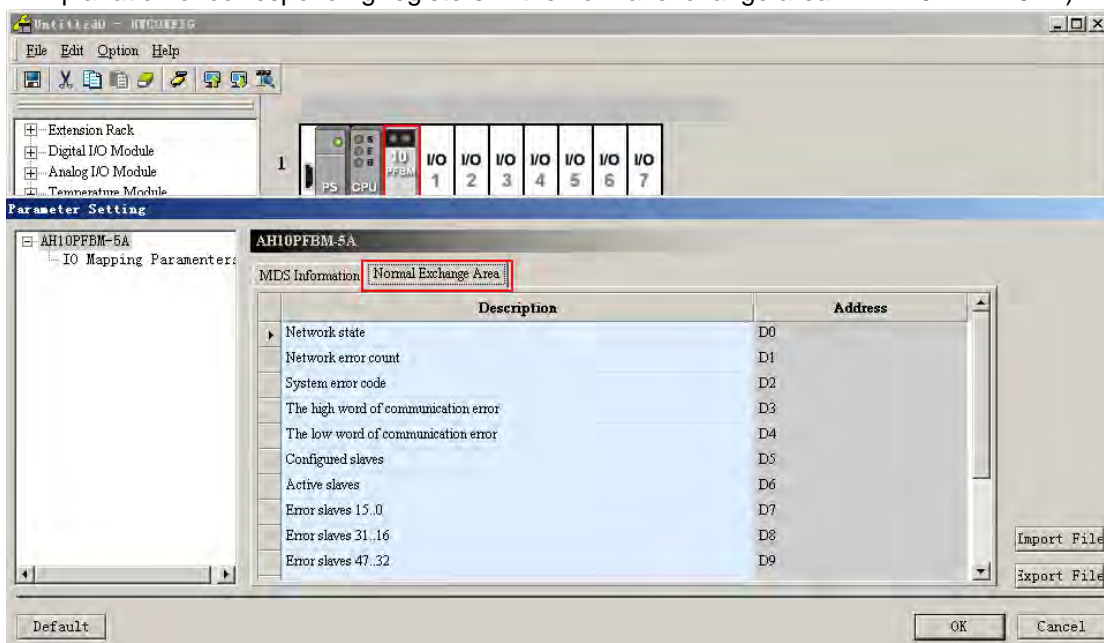 Untitled0 - HWCONFIG
File Edit Option Help
Extension Rack
Digital I/O Module
Analog I/O Module
Temperature Module
1
PS CPU 10 PFBM I/O 1 I/O 2 I/O 3 I/O 4 I/O 5 I/O 6 I/O 7
Parameter Setting
AH10PFBM-5A
IO Mapping Paramenters
AH10PFBM-5A
MDS Information Normal Exchange Area
Description Address
Network state D0
Network error count D1
System error code D2
The high word of communication error D3
The low word of communication error D4
Configured slaves D5
Active slaves D6
Error slaves 15..0 D7
Error slaves 31..16 D8
Error slaves 47..32 D9
Import File
Export File
Default OK Cancel